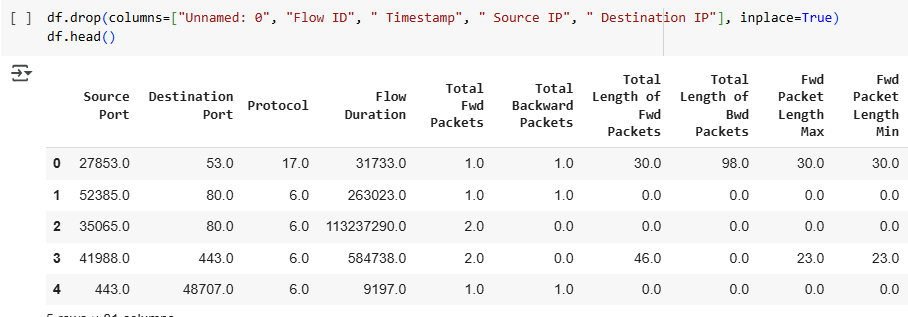 [ ] df.drop(columns=["Unnamed: 0", "Flow ID", " Timestamp", " Source IP", " Destination IP"], inplace=True)
df.head()
Source Port Destination Port Protocol Flow Duration Total Fwd Packets Total Backward Packets Total Length of Fwd Packets Total Length of Bwd Packets Fwd Packet Length Max Fwd Packet Length Min
0 27853.0 53.0 17.0 31733.0 1.0 1.0 30.0 98.0 30.0 30.0
1 52385.0 80.0 6.0 263023.0 1.0 1.0 0.0 0.0 0.0 0.0
2 35065.0 80.0 6.0 113237290.0 2.0 0.0 0.0 0.0 0.0 0.0
3 41988.0 443.0 6.0 584738.0 2.0 0.0 46.0 0.0 23.0 23.0
4 443.0 48707.0 6.0 9197.0 1.0 1.0 0.0 0.0 0.0 0.0